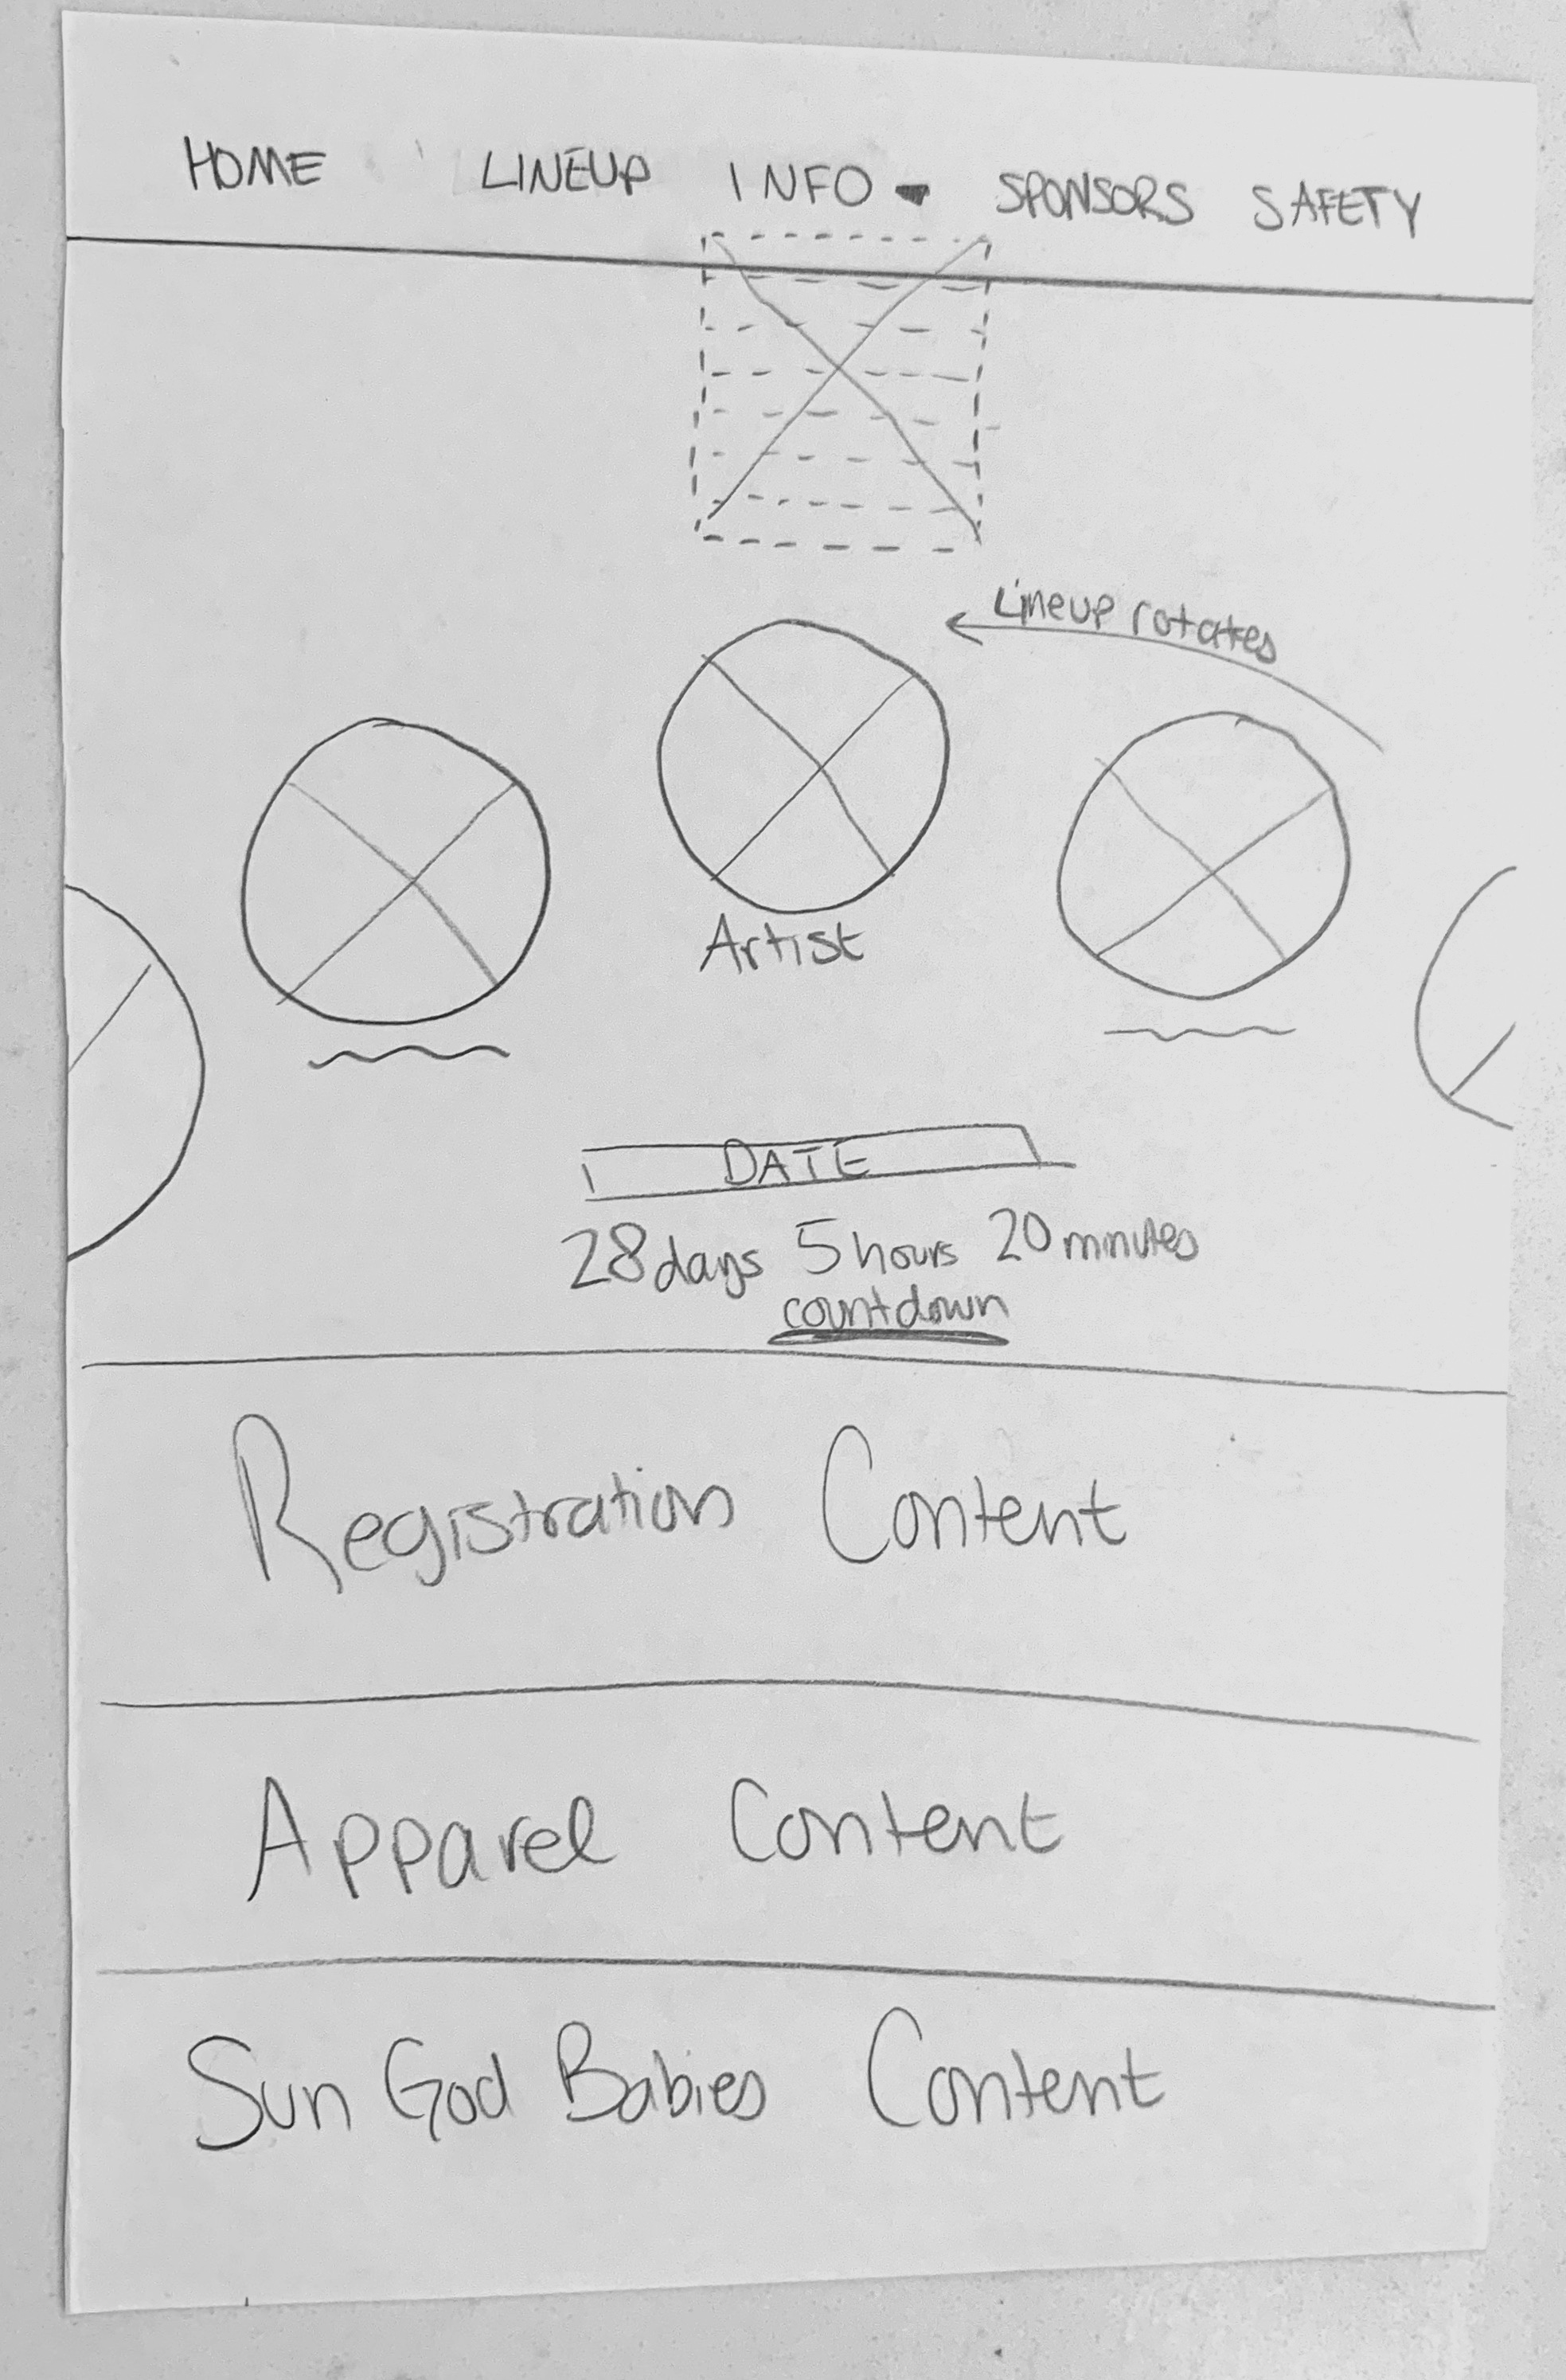 HOME LINEUP INFO SPONSORS SAFETY
Lineup rotates
Artist
DATE
28 days 5 hours 20 minutes
countdown
Registration Content
Apparel Content
Sun God Babies Content